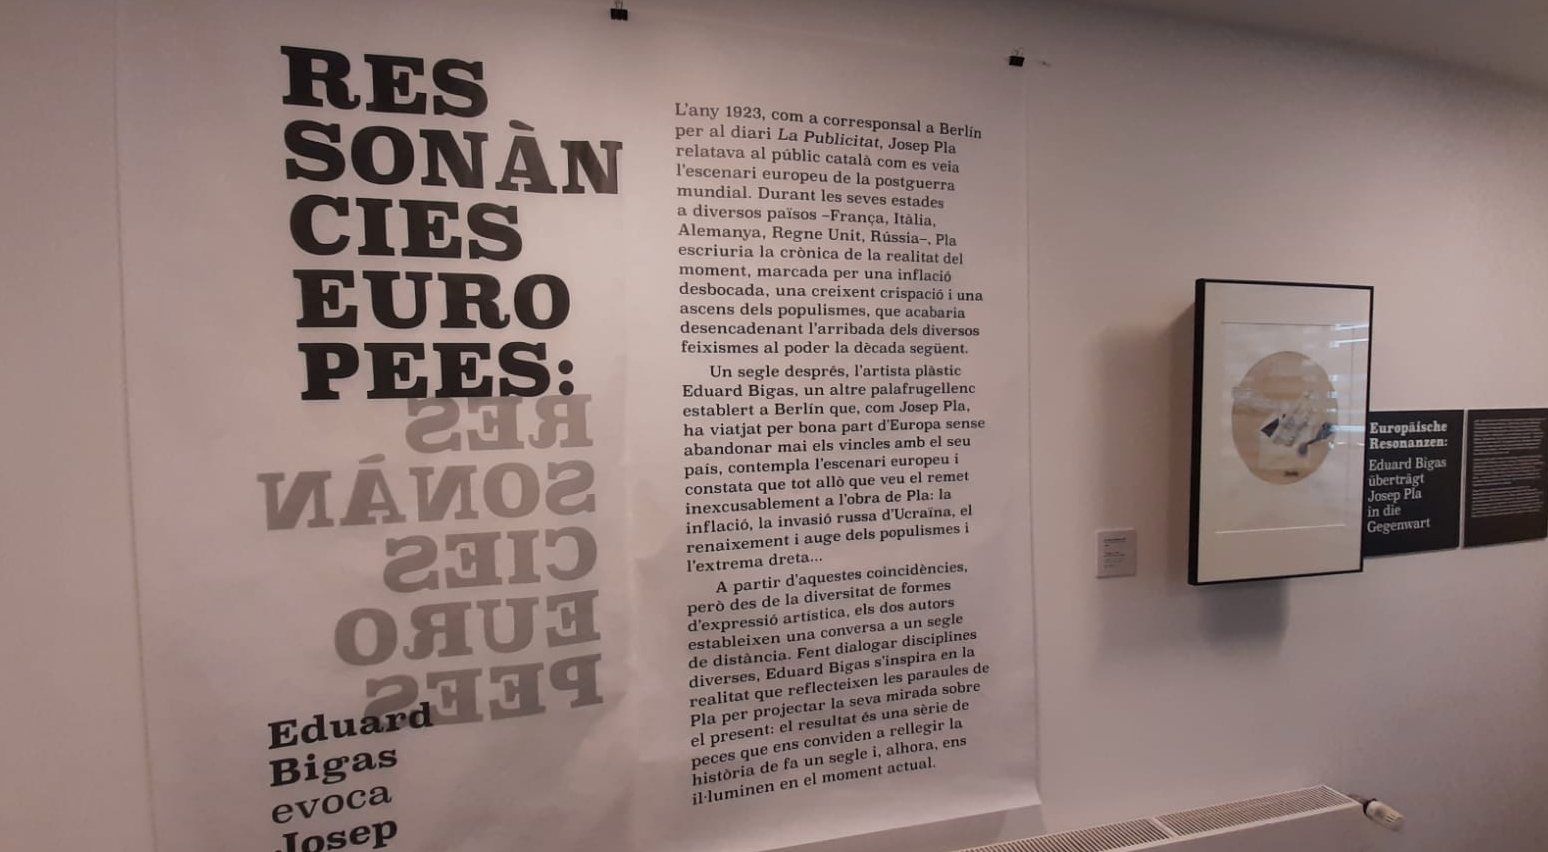 RES
SONÀN
CIES
EURO
PEES:
RES
SONÀN
CIES
EURO
PEES
Eduard
Bigas
evoca
Josep
L'any 1923, com a corresponsal a Berlín
per al diari La Publicitat, Josep Pla
relatava al públic català com es veia
l'escenari europeu de la postguerra
mundial. Durant les seves estades
a diversos països –França, Itàlia,
Alemanya, Regne Unit, Rússia–, Pla
escriuria la crònica de la realitat del
moment, marcada per una inflació
desbocada, una creixent crispació i una
ascens dels populismes, que acabaria
desencadenant l'arribada dels diversos
feixismes al poder la dècada següent.
Un segle després, l'artista plàstic
Eduard Bigas, un altre palafrugellenc
establert a Berlín que, com Josep Pla,
ha viatjat per bona part d'Europa sense
abandonar mai els vincles amb el seu
país, contempla l'escenari europeu i
constata que tot allò que veu el remet
inexcusablement a l'obra de Pla: la
inflació, la invasió russa d'Ucraïna, el
renaixement i auge dels populismes i
l'extrema dreta...
A partir d'aquestes coincidències,
però des de la diversitat de formes
d'expressió artística, els dos autors
estableixen una conversa a un segle
de distància. Fent dialogar disciplines
diverses, Eduard Bigas s'inspira en la
realitat que reflecteixen les paraules de
Pla per projectar la seva mirada sobre
el present: el resultat és una sèrie de
peces que ens conviden a rellegir la
història de fa un segle i, alhora, ens
il·luminen en el moment actual.
Europäische
Resonanzen:
Eduard Bigas
überträgt
Josep Pla
in die
Gegenwart